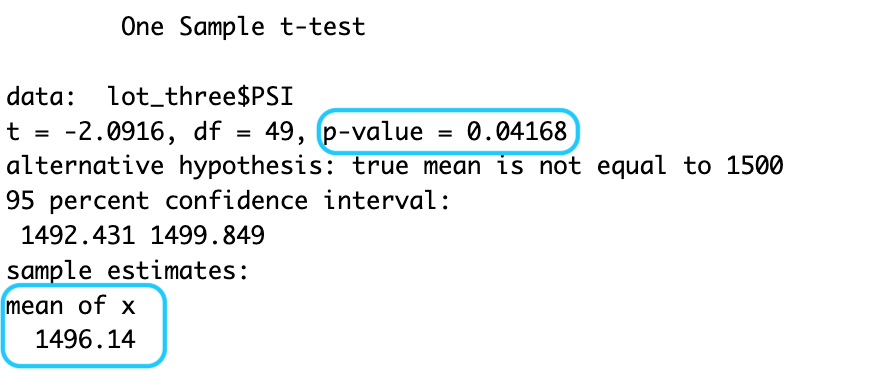 One Sample t-test
data: lot_three$PSI
t = -2.0916, df = 49, p-value = 0.04168
alternative hypothesis: true mean is not equal to 1500
95 percent confidence interval:
1492.431 1499.849
sample estimates:
mean of x
1496.14